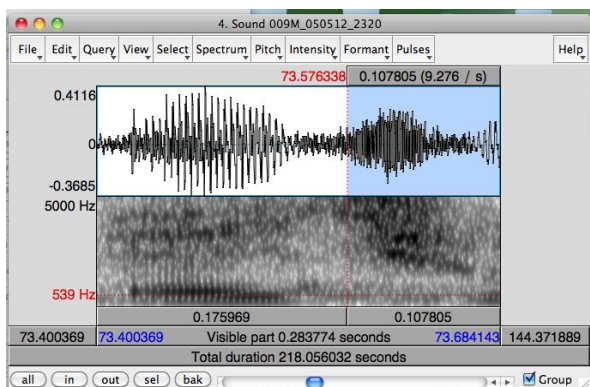 4. Sound 009M_050512_2320
File Edit Query View Select Spectrum Pitch Intensity Formant Pulses Help
73.576338 0.107805 (9.276 / s)
0.4116
0
-0.3685
5000 Hz
539 Hz
0.175969 0.107805
73.400369 73.400369 Visible part 0.283774 seconds 73.684143 144.371889
Total duration 218.056032 seconds
all in out sel bak Group